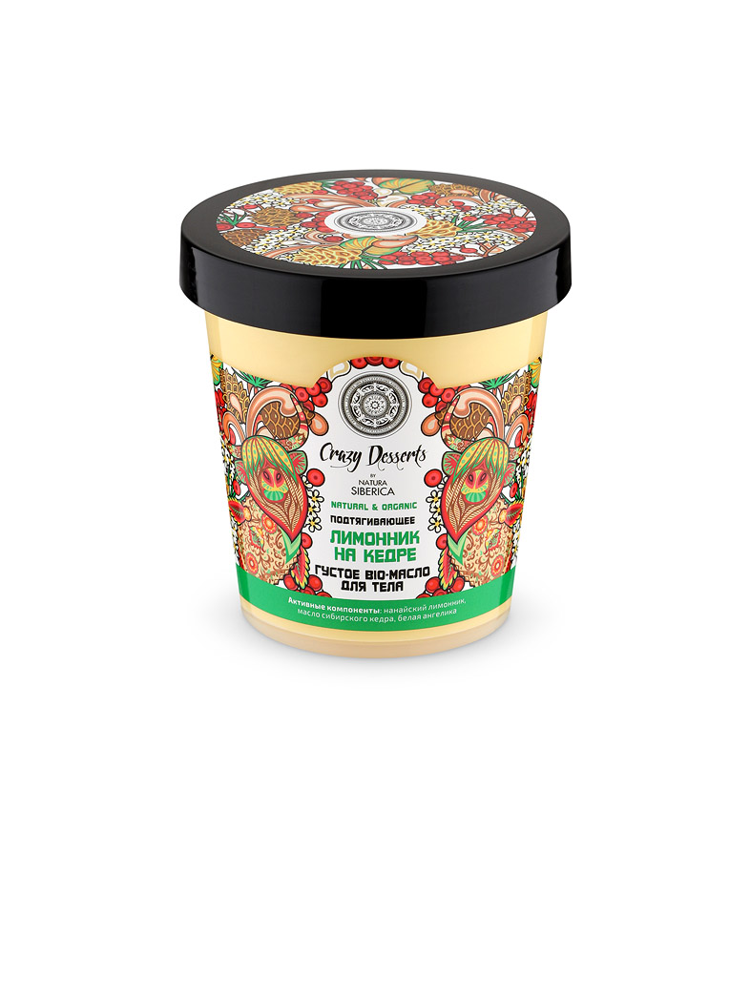 Crazy Desserts
BY
NATURA
SIBERICA
NATURAL & ORGANIC
ПОДТЯГИВАЮЩЕЕ
ЛИМОННИК
НА КЕДРЕ
ГУСТОЕ BIO-МАСЛО
ДЛЯ ТЕЛА
Активные компоненты: нанайский лимонник,
масло сибирского кедра, белая ангелика